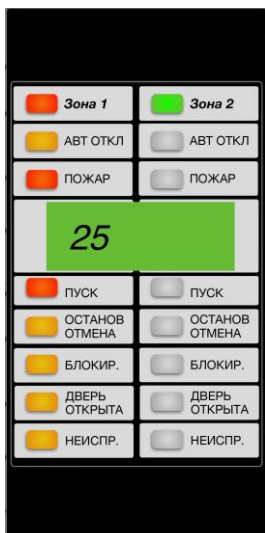 Зона 1 Зона 2
АВТ ОТКЛ АВТ ОТКЛ
ПОЖАР ПОЖАР
25
ПУСК ПУСК
ОСТАНОВ ОСТАНОВ
ОТМЕНА ОТМЕНА
БЛОКИР. БЛОКИР.
ДВЕРЬ ДВЕРЬ
ОТКРЫТА ОТКРЫТА
НЕИСПР. НЕИСПР.